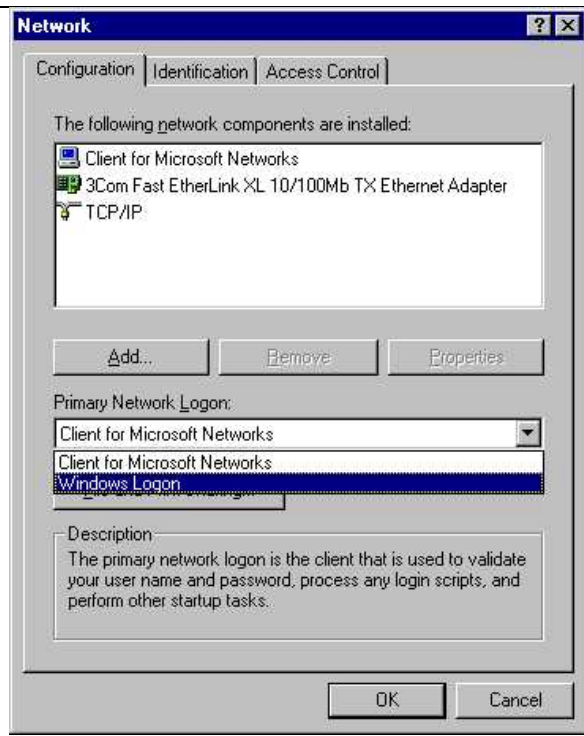 Network
Configuration Identification Access Control
The following network components are installed:
Client for Microsoft Networks
3Com Fast EtherLink XL 10/100Mb TX Ethernet Adapter
TCP/IP
Add... Remove Properties
Primary Network Logon:
Client for Microsoft Networks
Client for Microsoft Networks
Windows Logon
Description
The primary network logon is the client that is used to validate
your user name and password, process any login scripts, and
perform other startup tasks.
OK Cancel